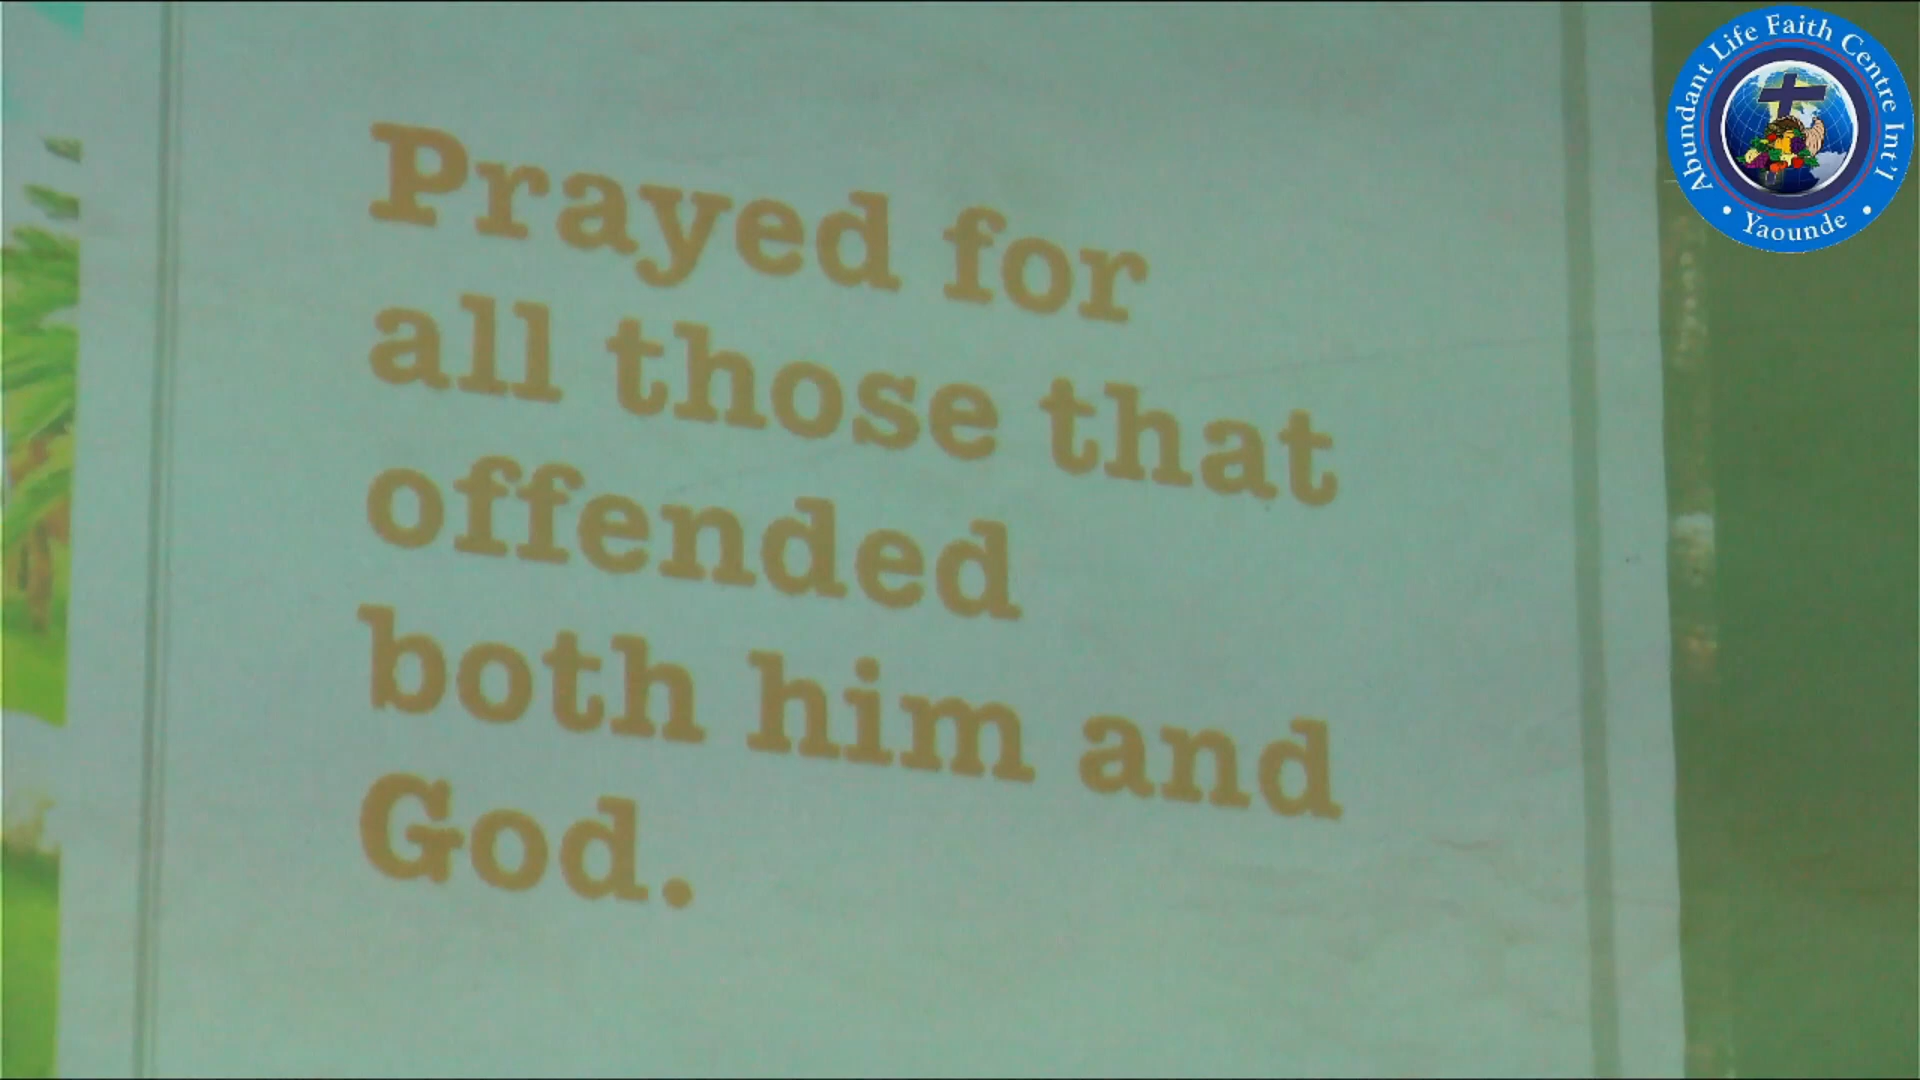 Prayed for
all those that
offended
both him and
God.
Abundant Life Faith Centre Int'l
• Yaounde •